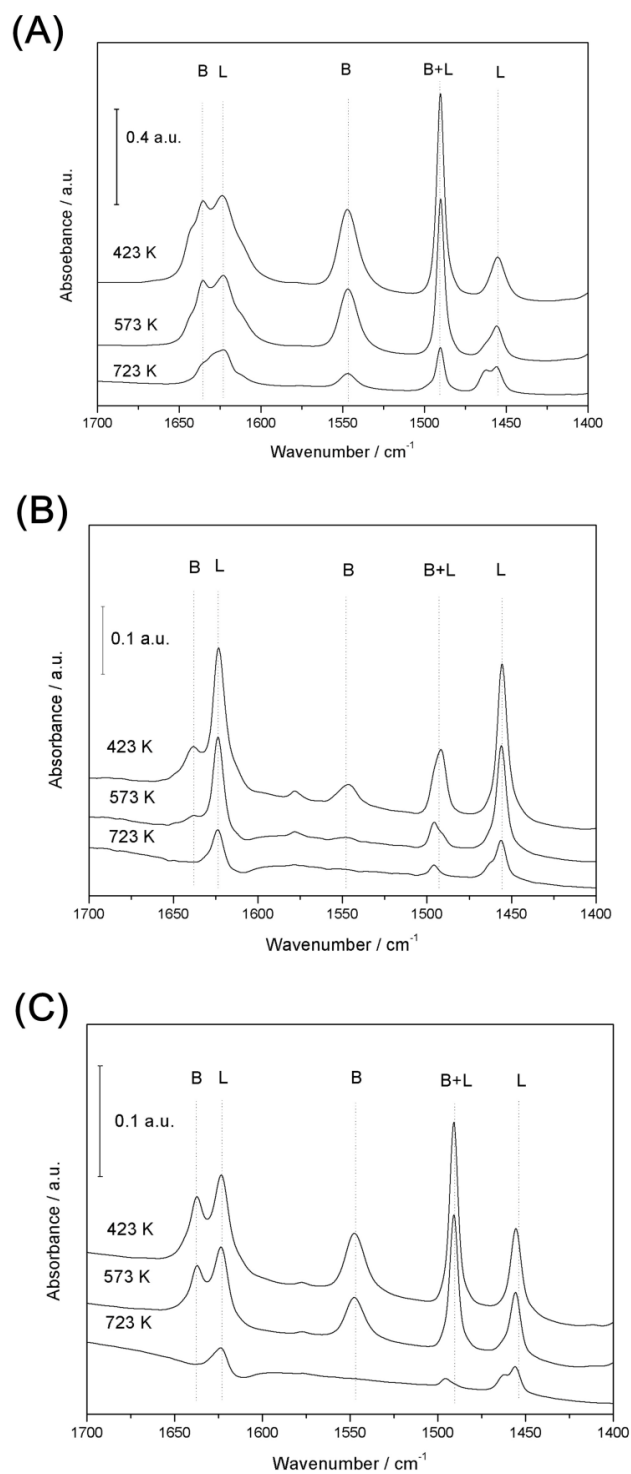 (A)
B L B B+L L
0.4 a.u.
423 K
573 K
723 K
Absoebance / a.u.
1700 1650 1600 1550 1500 1450 1400
Wavenumber / cm-1
(B)
B L B B+L L
0.1 a.u.
423 K
573 K
723 K
Absorbance / a.u.
1700 1650 1600 1550 1500 1450 1400
Wavenumber / cm-1
(C)
B L B B+L L
0.1 a.u.
423 K
573 K
723 K
Absorbance / a.u.
1700 1650 1600 1550 1500 1450 1400
Wavenumber / cm-1